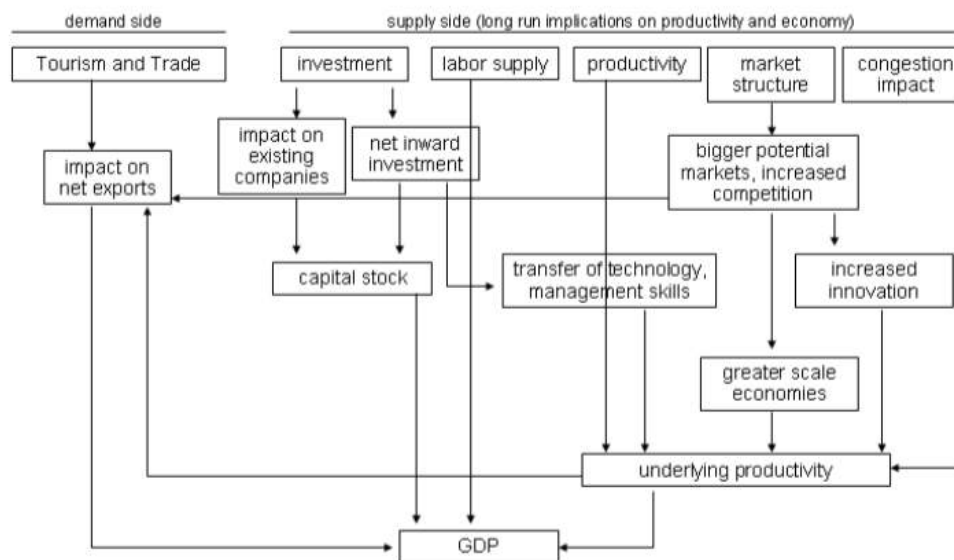 demand side
supply side (long run implications on productivity and economy)
Tourism and Trade
investment
labor supply
productivity
market
structure
congestion
impact
impact on
existing
companies
net inward
investment
impact on
net exports
bigger potential
markets, increased
competition
capital stock
transfer of technology,
management skills
increased
innovation
greater scale
economies
underlying productivity
GDP